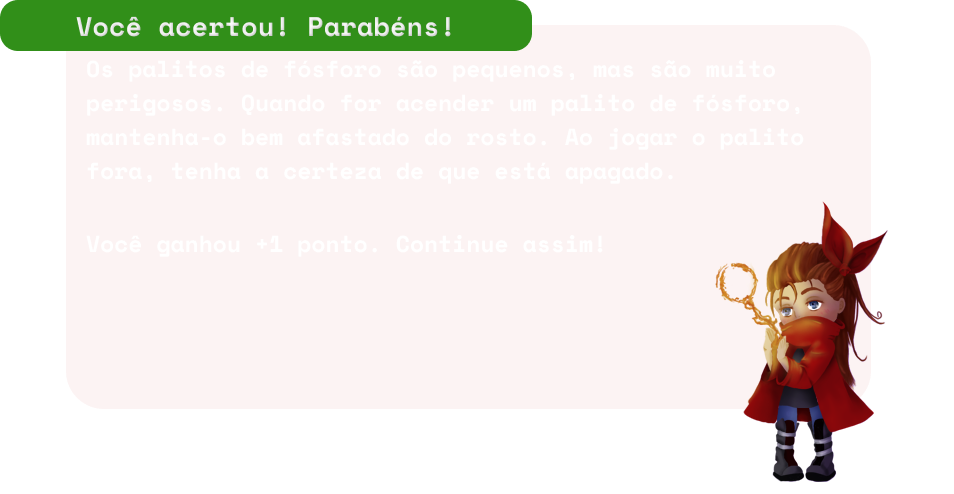 Você acertou! Parabéns!
Os palitos de fósforo são pequenos, mas são muito
perigosos. Quando for acender um palito de fósforo,
mantenha-o bem afastado do rosto. Ao jogar o palito
fora, tenha a certeza de que está apagado.
Você ganhou +1 ponto. Continue assim!